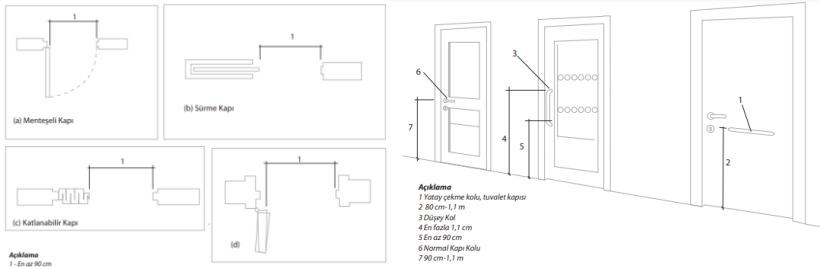 1
(a) Menteşeli Kapı
1
(b) Sürme Kapı
1
(c) Katlanabilir Kapı
1
(d)
Açıklama
1 - En az 90 cm
6
7
3
4
5
1
2
Açıklama
1 Yatay çekme kolu, tuvalet kapısı
2 80 cm-1,1 m
3 Düşey Kol
4 En fazla 1,1 cm
5 En az 90 cm
6 Normal Kapı Kolu
7 90 cm-1,1 m